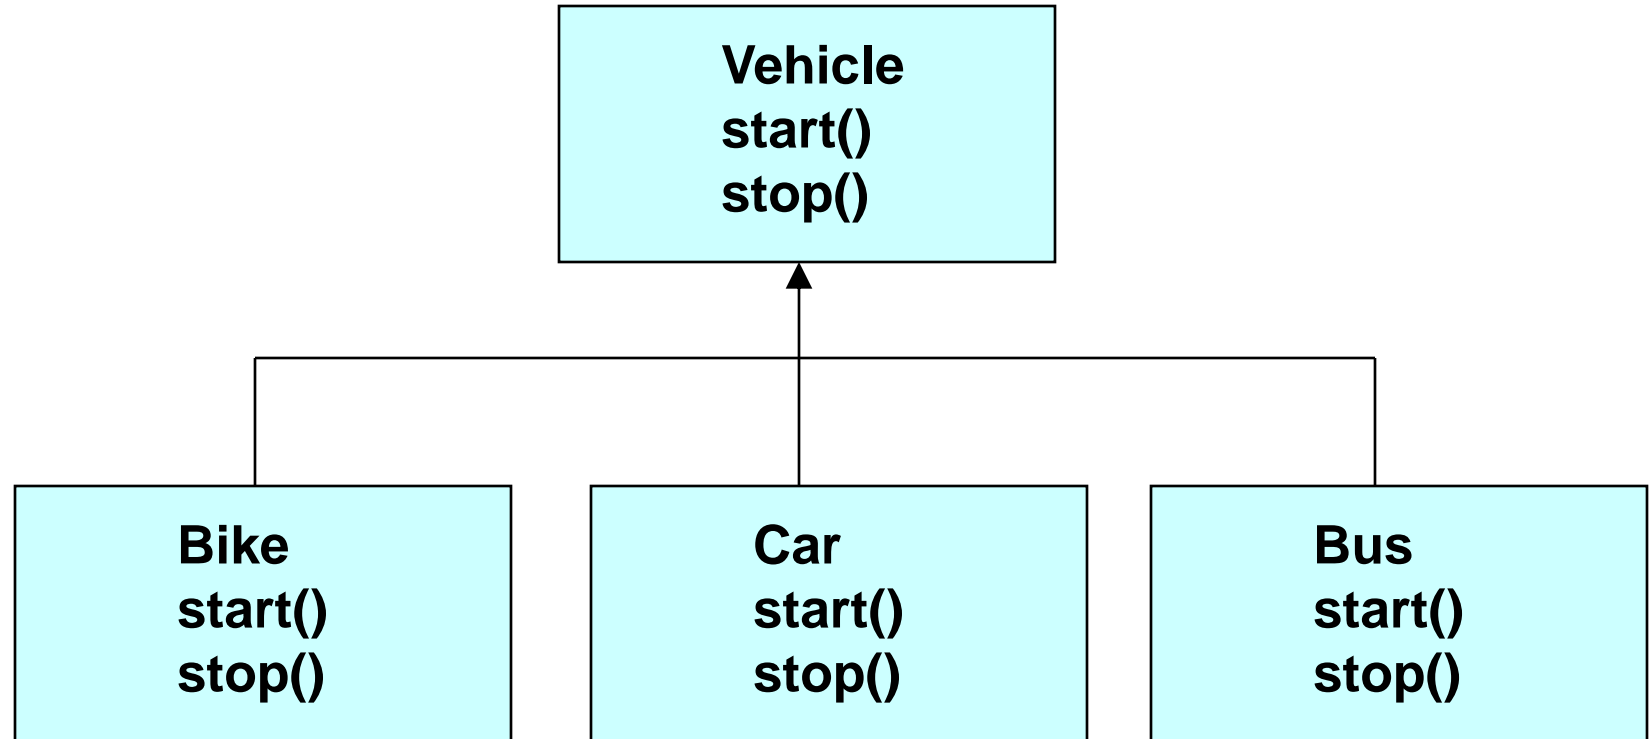 Vehicle
start()
stop()
Bike
start()
stop()
Car
start()
stop()
Bus
start()
stop()